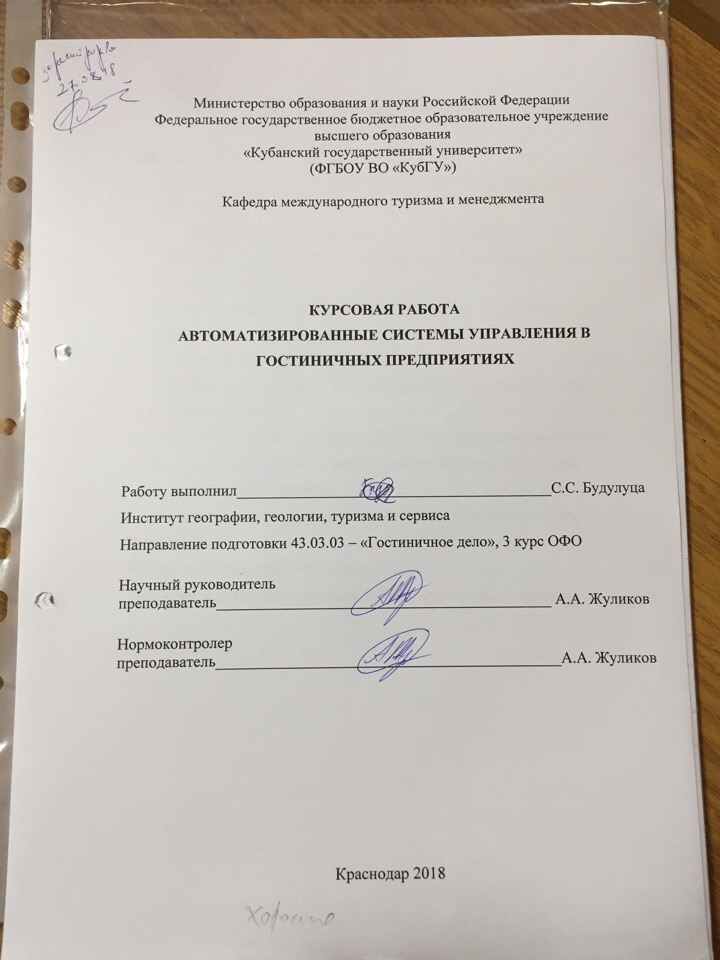 27.08.18
Министерство образования и науки Российской Федерации
Федеральное государственное бюджетное образовательное учреждение
высшего образования
«Кубанский государственный университет»
(ФГБОУ ВО «КубГУ»)
Кафедра международного туризма и менеджмента
КУРСОВАЯ РАБОТА
АВТОМАТИЗИРОВАННЫЕ СИСТЕМЫ УПРАВЛЕНИЯ В
ГОСТИНИЧНЫХ ПРЕДПРИЯТИЯХ
Работу выполнил С.С. Будулуца
Институт географии, геологии, туризма и сервиса
Направление подготовки 43.03.03 – «Гостиничное дело», 3 курс ОФО
Научный руководитель
преподаватель А.А. Жуликов
Нормоконтролер
преподаватель А.А. Жуликов
Краснодар 2018
Хорошо